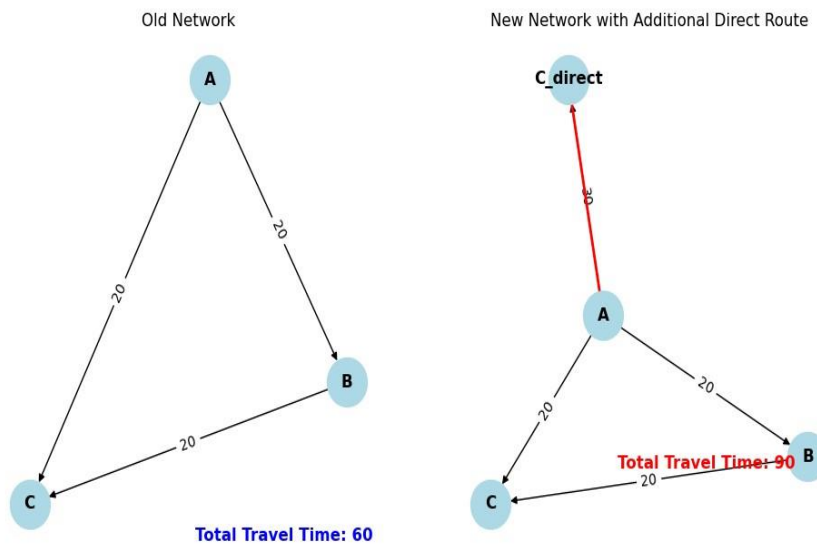 Old Network
A
20
20
B
20
C
Total Travel Time: 60
New Network with Additional Direct Route
C_direct
30
A
20
20
B
Total Travel Time: 90
20
C